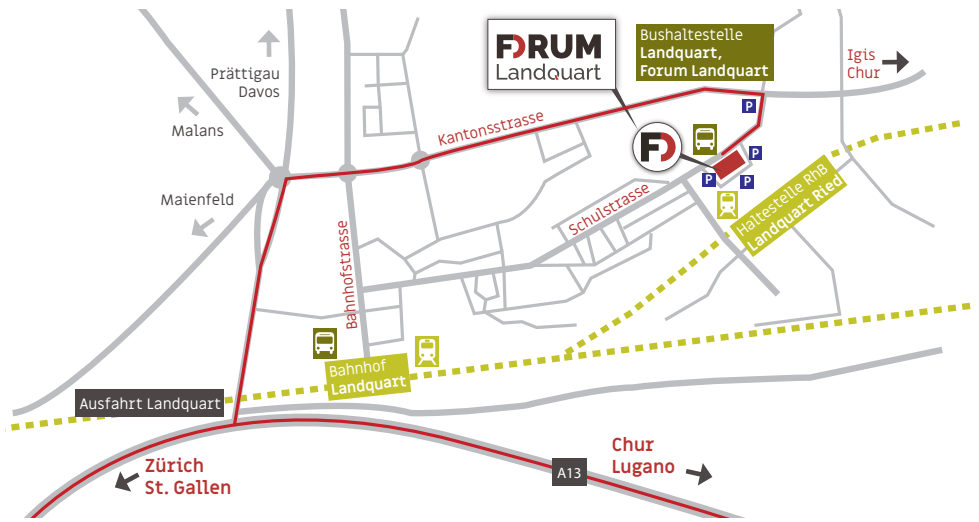 FORUM
Landquart
Bushaltestelle
Landquart,
Forum Landquart
Igis
Chur
Prättigau
Davos
Malans
Maienfeld
Kantonsstrasse
P
FD
P
P
P
Schulstrasse
Haltestelle RhB
Landquart Ried
Bahnhofstrasse
Bahnhof
Landquart
Ausfahrt Landquart
Zürich
St. Gallen
A13
Chur
Lugano